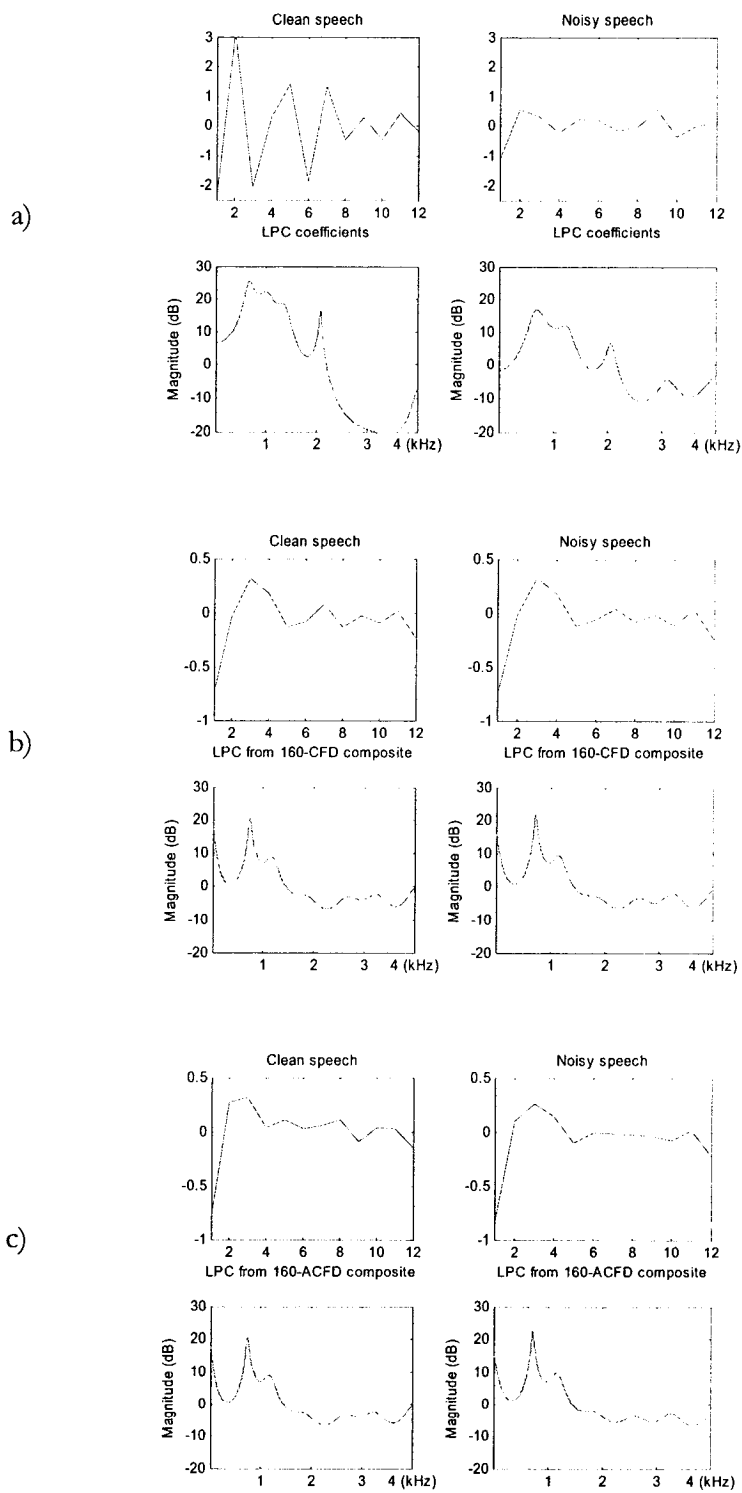 Clean speech
Noisy speech
3
2
1
0
-1
-2
2 4 6 8 10 12
LPC coefficients
3
2
1
0
-1
-2
2 4 6 8 10 12
LPC coefficients
a)
30
20
10
0
-10
-20
Magnitude (dB)
1 2 3 4 (kHz)
30
20
10
0
-10
-20
Magnitude (dB)
1 2 3 4 (kHz)
Clean speech
Noisy speech
0.5
0
-0.5
-1
2 4 6 8 10 12
LPC from 160-CFD composite
0.5
0
-0.5
-1
2 4 6 8 10 12
LPC from 160-CFD composite
b)
30
20
10
0
-10
-20
Magnitude (dB)
1 2 3 4 (kHz)
30
20
10
0
-10
-20
Magnitude (dB)
1 2 3 4 (kHz)
Clean speech
Noisy speech
0.5
0
-0.5
-1
2 4 6 8 10 12
LPC from 160-ACFD composite
0.5
0
-0.5
-1
2 4 6 8 10 12
LPC from 160-ACFD composite
c)
30
20
10
0
-10
-20
Magnitude (dB)
1 2 3 4 (kHz)
30
20
10
0
-10
-20
Magnitude (dB)
1 2 3 4 (kHz)